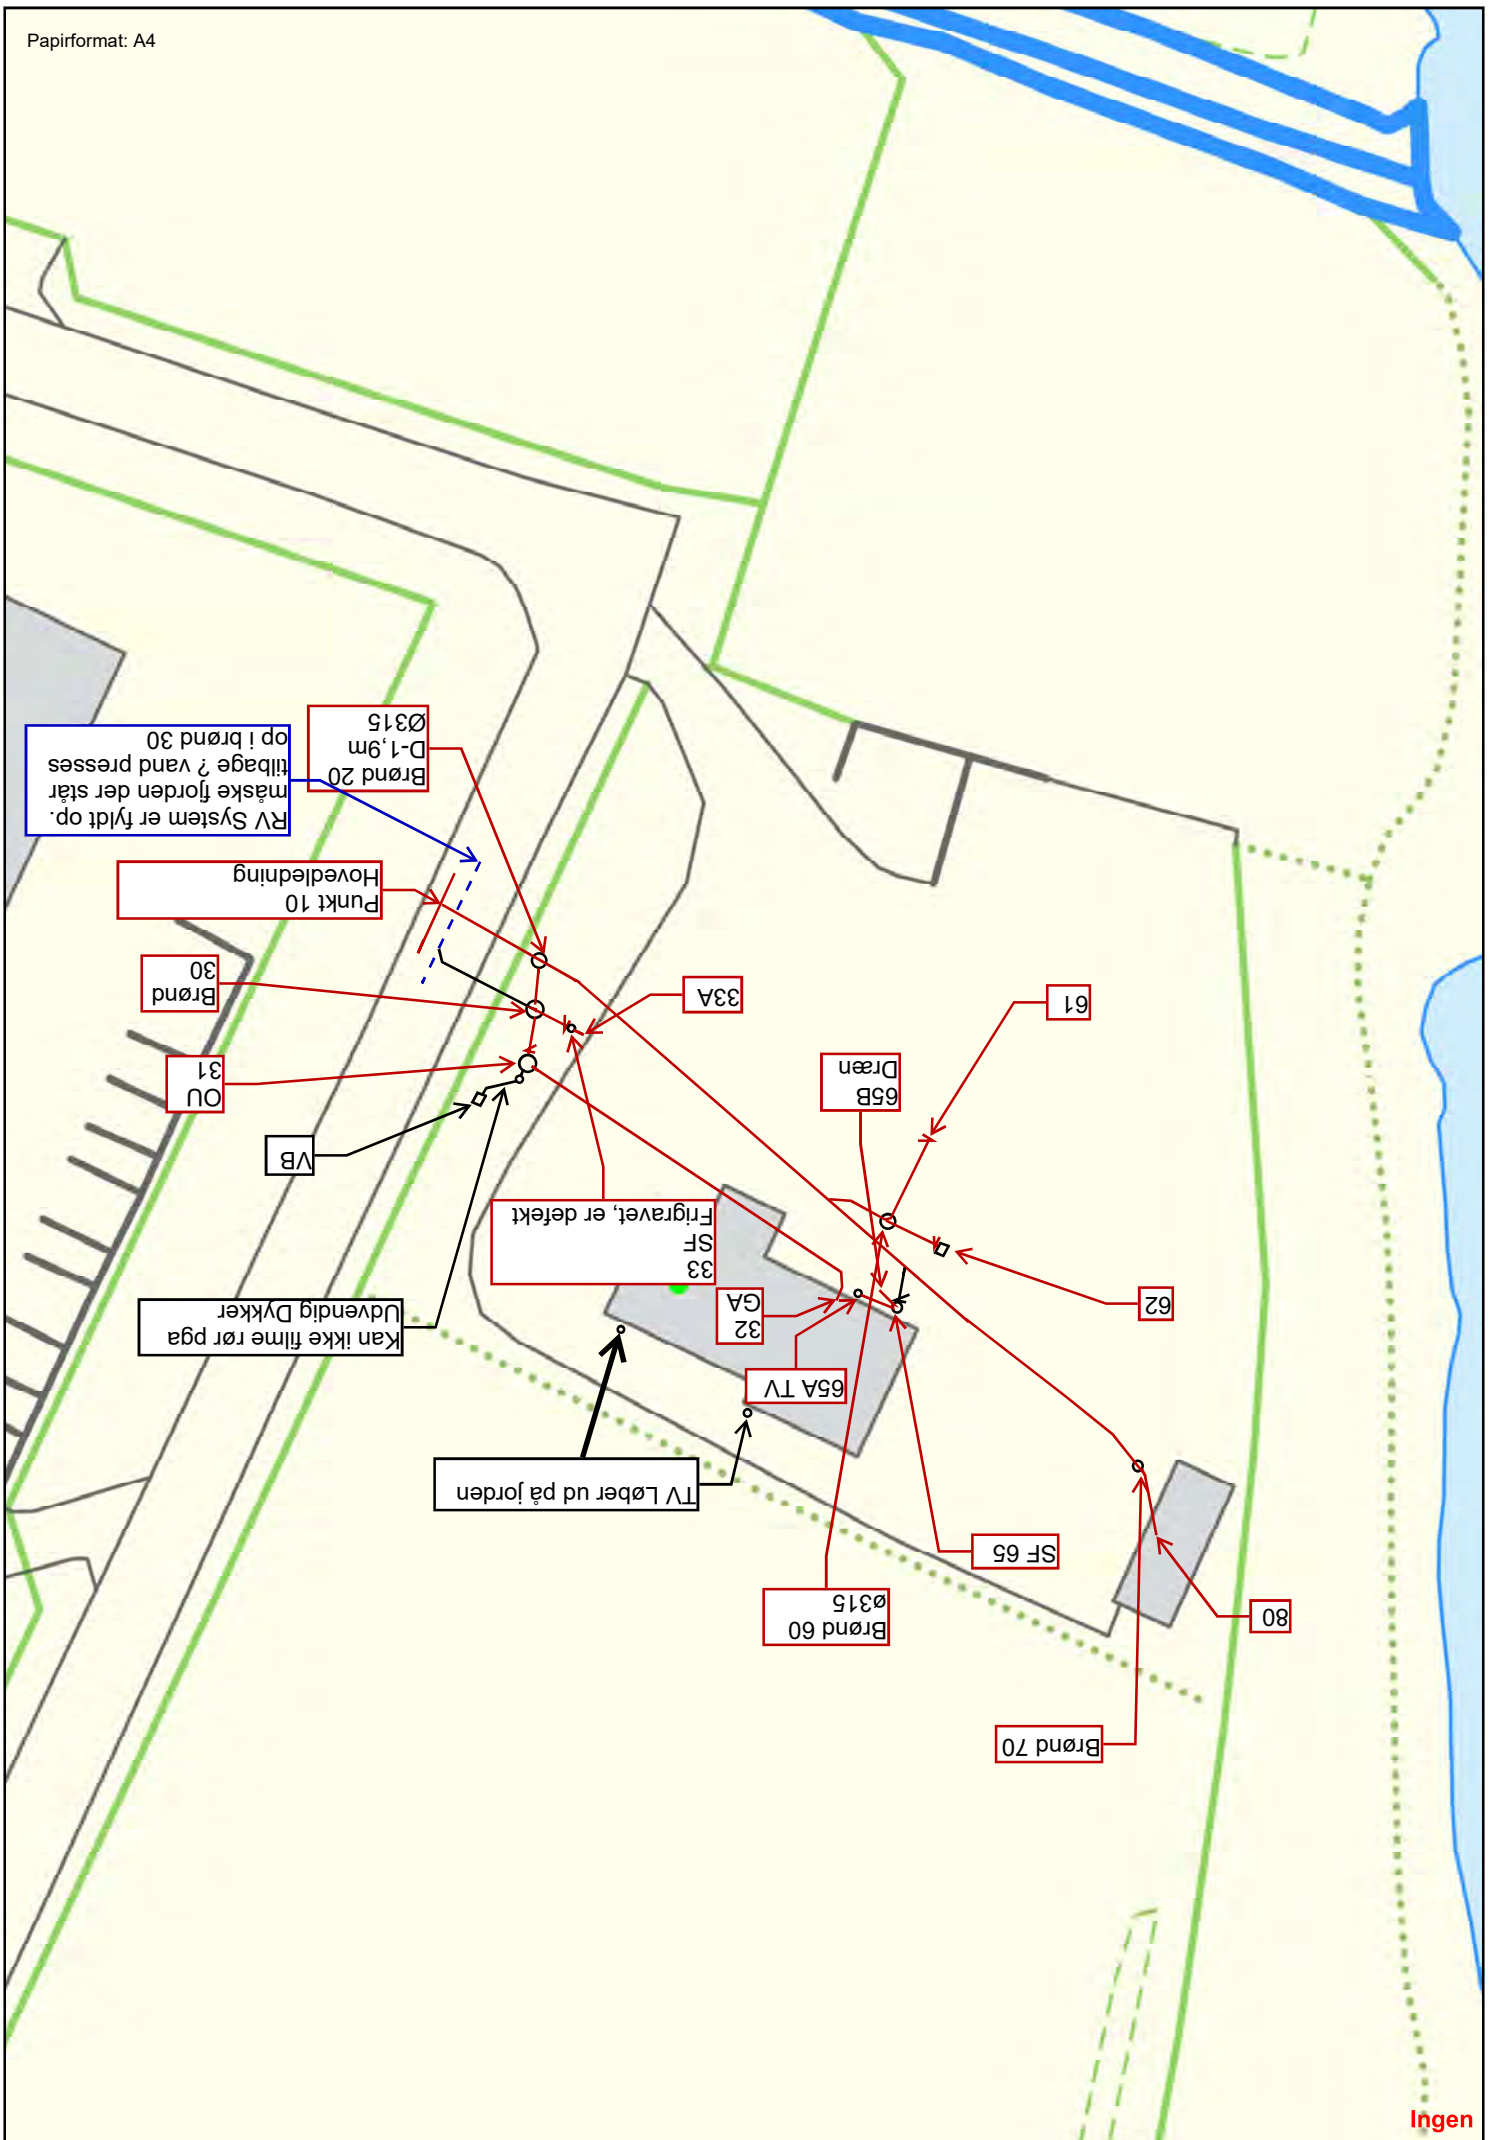 Papirformat: A4
Brønd 20
D-1,9m
Ø315
RV System er fyldt op.
måske fjorden der står
tilbage ? vand presses
op i brønd 30
Punkt 10
Hovedledning
Brønd
30
33A
61
OU
31
65B
Dræn
VB
33
SF
Frigravet, er defekt
32
GA
62
Kan ikke filme rør pga
Udvendig Dykker
65A TV
TV Løber ud på jorden
SF 65
Brønd 60
ø315
80
Brønd 70
Ingen